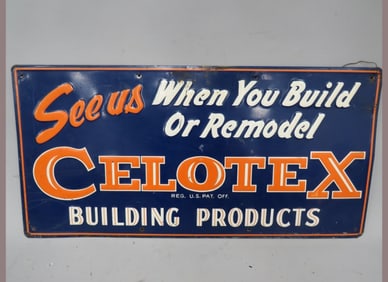 See us When You Build
Or Remodel
CELOTEX
REG. U.S. PAT. OFF.
BUILDING PRODUCTS